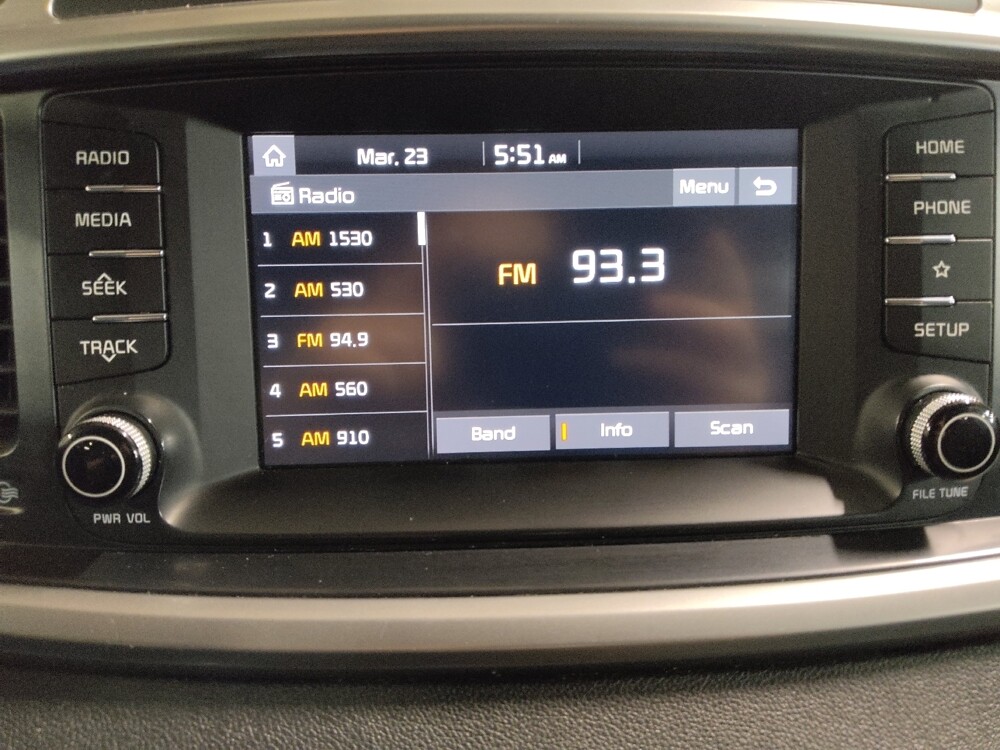 RADIO
MEDIA
SEEK
TRACK
PWR VOL
Mar. 23 5:51 AM
Radio Menu
1 AM 1530
2 AM 530
3 FM 94.9
4 AM 560
5 AM 910
FM 93.3
Band Info Scan
HOME
PHONE
SETUP
FILE TUNE